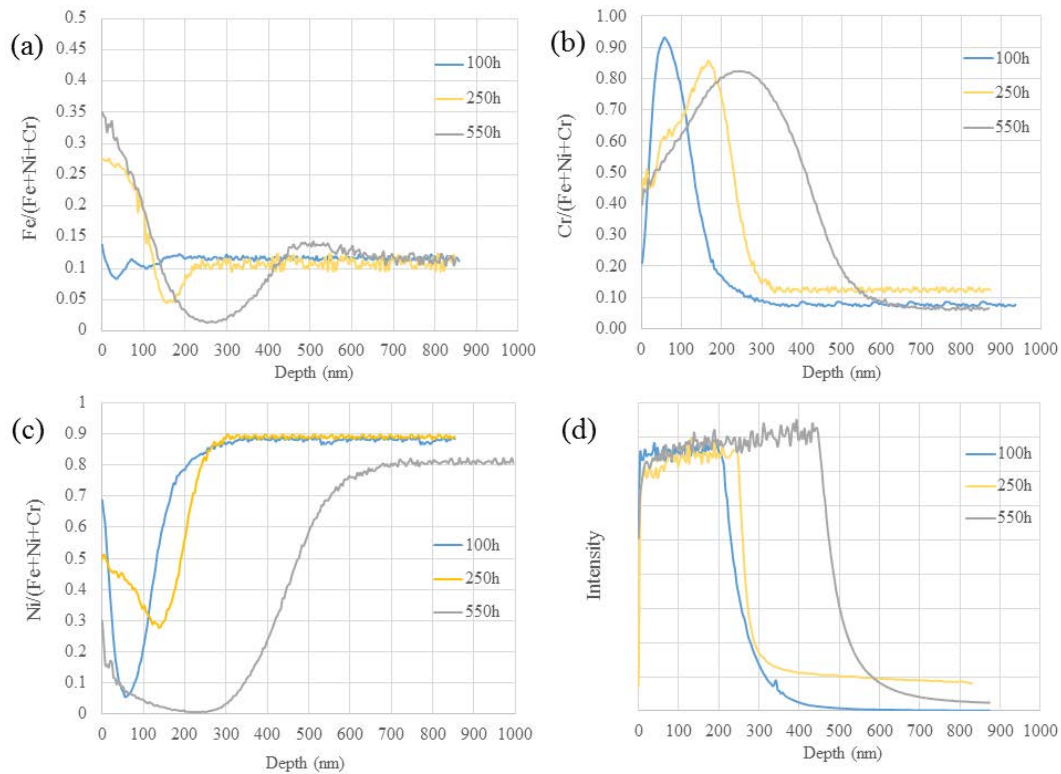 (a)
Fe/(Fe+Ni+Cr)
0.5
0.45
0.4
0.35
0.3
0.25
0.2
0.15
0.1
0.05
0
0 100 200 300 400 500 600 700 800 900 1000
Depth (nm)
100h
250h
550h
(b)
Cr/(Fe+Ni+Cr)
1.00
0.90
0.80
0.70
0.60
0.50
0.40
0.30
0.20
0.10
0.00
0 100 200 300 400 500 600 700 800 900 1000
Depth (nm)
100h
250h
550h
(c)
Ni/(Fe+Ni+Cr)
1
0.9
0.8
0.7
0.6
0.5
0.4
0.3
0.2
0.1
0
0 100 200 300 400 500 600 700 800 900 1000
Depth (nm)
100h
250h
550h
(d)
Intensity
0 100 200 300 400 500 600 700 800 900 1000
Depth (nm)
100h
250h
550h